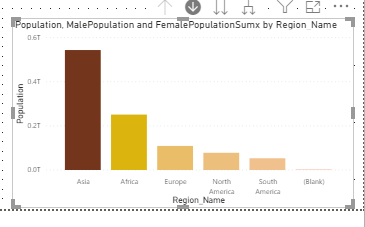 Population, MalePopulation and FemalePopulationSumx by Region_Name
0.6T
0.4T
0.2T
0.0T
Population
Asia
Africa
Europe
North
America
South
America
(Blank)
Region_Name